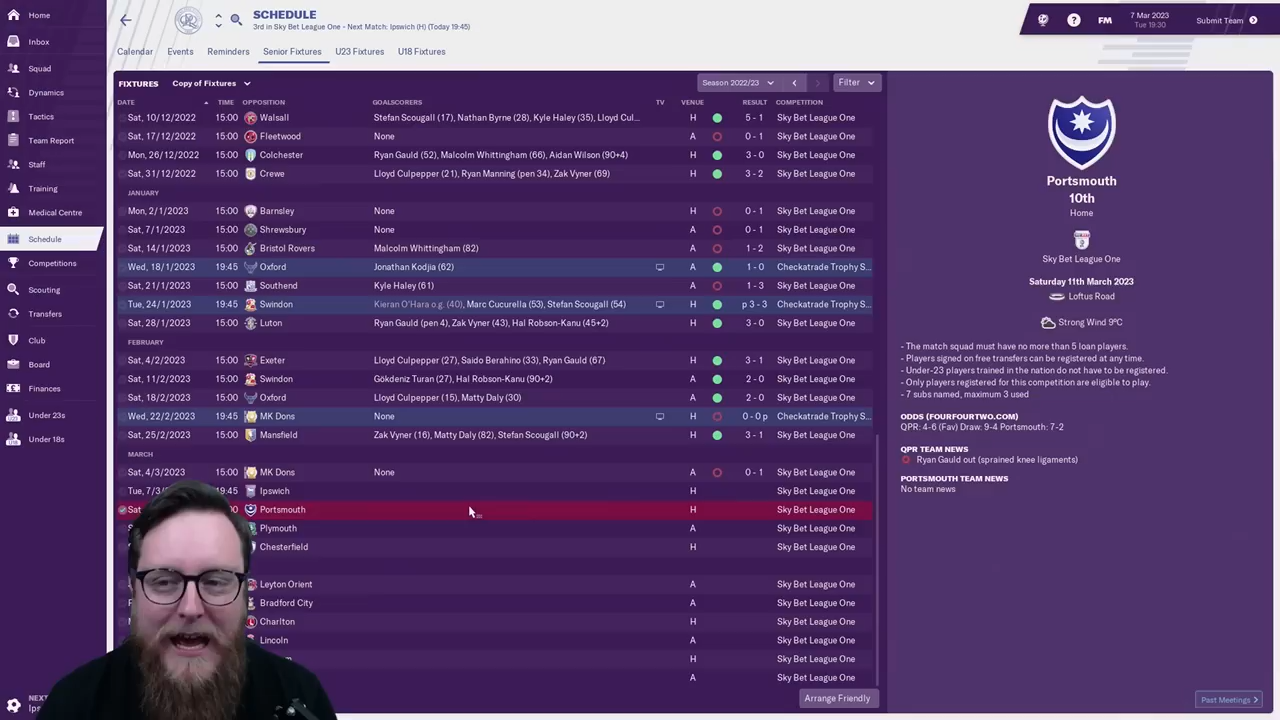 Home
Inbox
Squad
Dynamics
Tactics
Team Report
Staff
Training
Medical Centre
Schedule
Competitions
Scouting
Transfers
Club
Board
Finances
Under 23s
Under 18s
NEXT
Ips
SCHEDULE
3rd in Sky Bet League One - Next Match: Ipswich (H) (Today 19:45)
FM
7 Mar 2023
Tue 19:30
Submit Team
Calendar Events Reminders Senior Fixtures U23 Fixtures U18 Fixtures
FIXTURES Copy of Fixtures Season 2022/23 Filter
DATE TIME OPPOSITION GOALSCORERS TV VENUE RESULT COMPETITION
Sat, 10/12/2022 15:00 Walsall Stefan Scougall (17), Nathan Byrne (28), Kyle Haley (35), Lloyd Cul... H 5 - 1 Sky Bet League One
Sat, 17/12/2022 15:00 Fleetwood None A 0 - 1 Sky Bet League One
Mon, 26/12/2022 15:00 Colchester Ryan Gauld (52), Malcolm Whittingham (66), Aidan Wilson (90+4) H 3 - 0 Sky Bet League One
Sat, 31/12/2022 15:00 Crewe Lloyd Culpepper (21), Ryan Manning (pen 34), Zak Vyner (69) H 3 - 2 Sky Bet League One
JANUARY
Mon, 2/1/2023 15:00 Barnsley None H 0 - 1 Sky Bet League One
Sat, 7/1/2023 15:00 Shrewsbury None A 0 - 1 Sky Bet League One
Sat, 14/1/2023 15:00 Bristol Rovers Malcolm Whittingham (82) A 1 - 2 Sky Bet League One
Wed, 18/1/2023 19:45 Oxford Jonathan Kodjia (62) A 1 - 0 Checkatrade Trophy S...
Sat, 21/1/2023 15:00 Southend Kyle Haley (61) A 1 - 3 Sky Bet League One
Tue, 24/1/2023 19:45 Swindon Kieran O'Hara o.g. (40), Marc Cucurella (53), Stefan Scougall (54) H p 3 - 3 Checkatrade Trophy S...
Sat, 28/1/2023 15:00 Luton Ryan Gauld (pen 4), Zak Vyner (43), Hal Robson-Kanu (45+2) H 3 - 0 Sky Bet League One
FEBRUARY
Sat, 4/2/2023 15:00 Exeter Lloyd Culpepper (27), Saido Berahino (33), Ryan Gauld (67) H 3 - 1 Sky Bet League One
Sat, 11/2/2023 15:00 Swindon Gökdeniz Turan (27), Hal Robson-Kanu (90+2) H 2 - 0 Sky Bet League One
Sat, 18/2/2023 15:00 Oxford Lloyd Culpepper (15), Matty Daly (30) H 2 - 0 Sky Bet League One
Wed, 22/2/2023 19:45 MK Dons None H 0 - 0 p Checkatrade Trophy S...
Sat, 25/2/2023 15:00 Mansfield Zak Vyner (16), Matty Daly (82), Stefan Scougall (90+2) H 3 - 1 Sky Bet League One
MARCH
Sat, 4/3/2023 15:00 MK Dons None A 0 - 1 Sky Bet League One
Tue, 7/3/ 19:45 Ipswich H Sky Bet League One
Sat Portsmouth H Sky Bet League One
Plymouth A Sky Bet League One
Chesterfield H Sky Bet League One
Leyton Orient A Sky Bet League One
Bradford City A Sky Bet League One
Charlton H Sky Bet League One
Lincoln A Sky Bet League One
H Sky Bet League One
A Sky Bet League One
Arrange Friendly
Portsmouth
10th
Home
Sky Bet League One
Saturday 11th March 2023
Loftus Road
Strong Wind 9ºC
- The match squad must have no more than 5 loan players.
- Players signed on free transfers can be registered at any time.
- Under-23 players trained in the nation do not have to be registered.
- Only players registered for this competition are eligible to play.
- 7 subs named, maximum 3 used
ODDS (FOURFOURTWO.COM)
QPR: 4-6 (Fav) Draw: 9-4 Portsmouth: 7-2
QPR TEAM NEWS
Ryan Gauld out (sprained knee ligaments)
PORTSMOUTH TEAM NEWS
No team news
Past Meetings